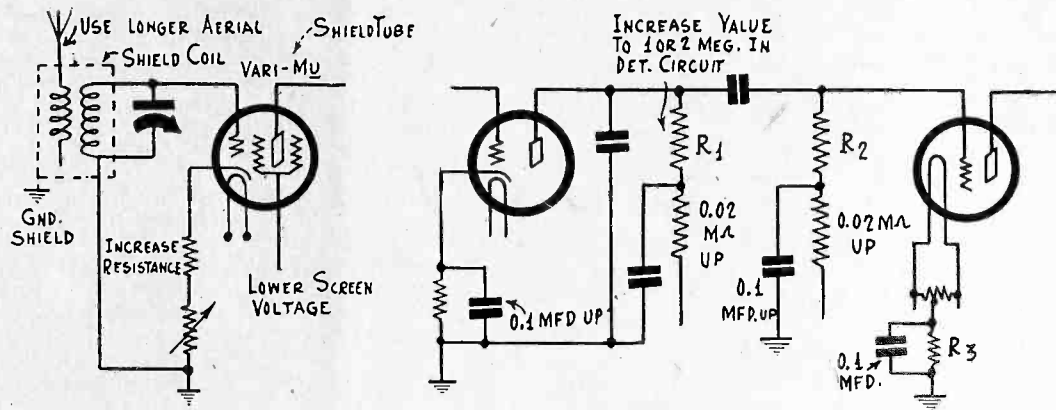 USE LONGER AERIAL
SHIELD COIL
SHIELD TUBE
VARI-MU
GND.
SHIELD
INCREASE
RESISTANCE
LOWER SCREEN
VOLTAGE
INCREASE VALUE
TO 1 OR 2 MEG. IN
DET. CIRCUIT
R1
R2
0.02
MΩ
UP
0.02 MΩ
UP
0.1 MFD UP
0.1
MFD. UP
0.1
MFD.
R3